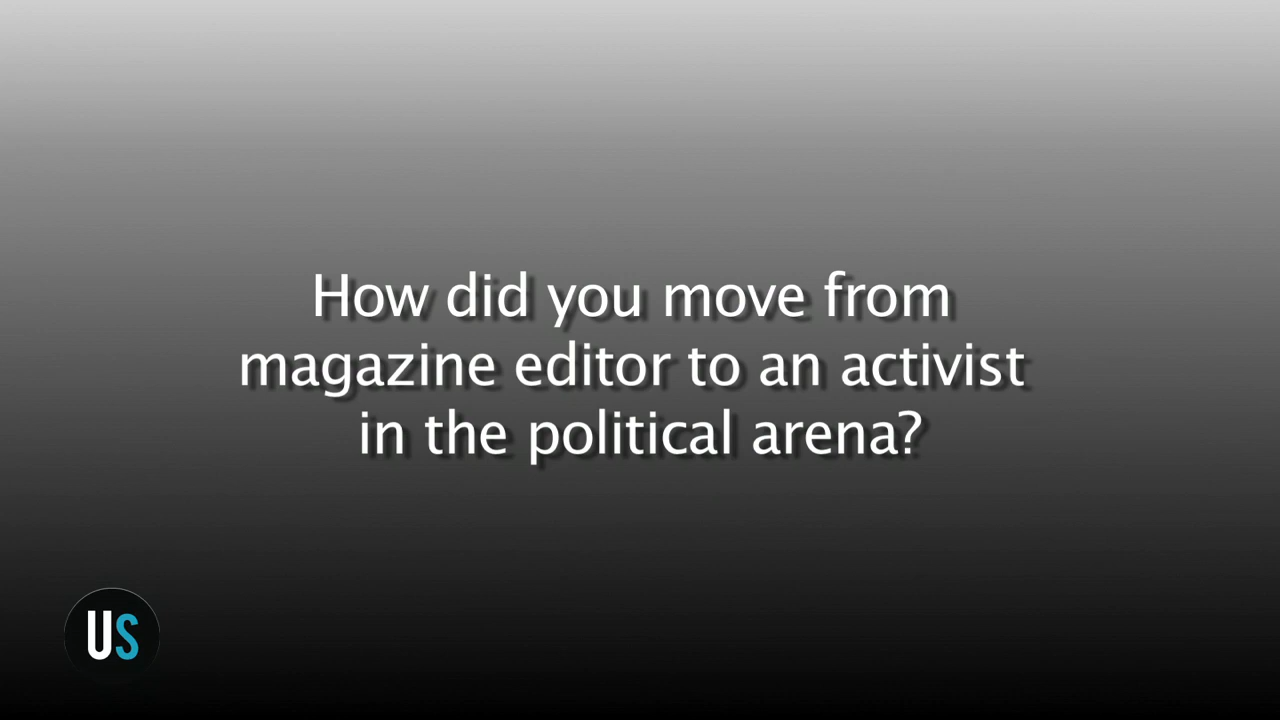 How did you move from
magazine editor to an activist
in the political arena?
US